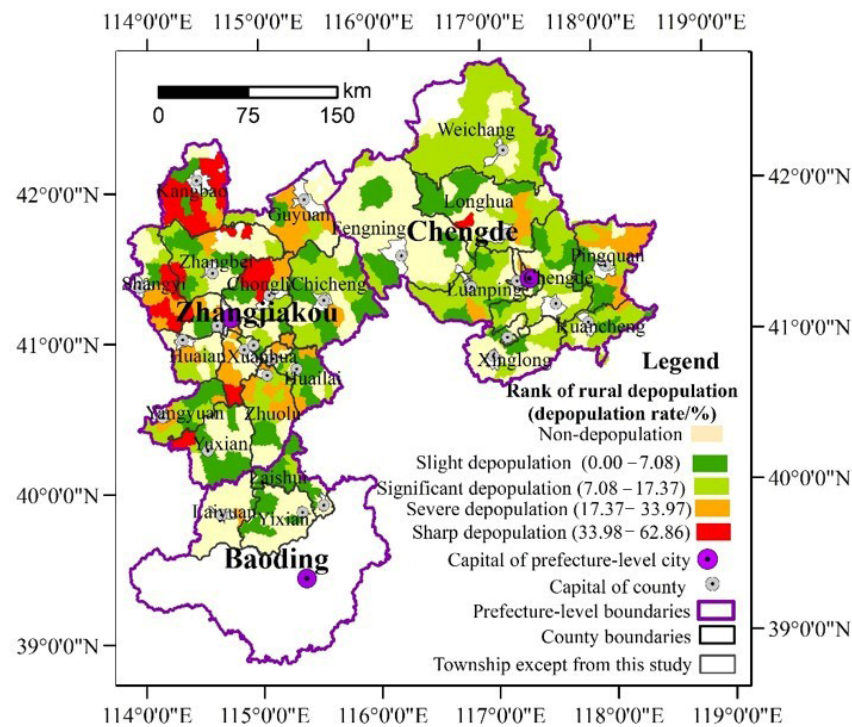 114°0'0"E 115°0'0"E 116°0'0"E 117°0'0"E 118°0'0"E 119°0'0"E
km
0 75 150
Weichang
42°0'0"N
42°0'0"N
Kangbao
Guyuan
Longhua
Fengning
Chengde
Zhangbei
Pingquan
Shangyi
Chongli
Chicheng
Luanping
Chengde
Zhangjiakou
Kuancheng
41°0'0"N
41°0'0"N
Huaian
Xuanhua
Xinglong
Huailai
Yangyuan
Zhuolu
Yuxian
Laishui
40°0'0"N
40°0'0"N
Laiyuan
Yixian
Baoding
39°0'0"N
39°0'0"N
Legend
Rank of rural depopulation
(depopulation rate/%)
Non-depopulation
Slight depopulation (0.00−7.08)
Significant depopulation (7.08−17.37)
Severe depopulation (17.37−33.97)
Sharp depopulation (33.98−62.86)
Capital of prefecture-level city
Capital of county
Prefecture-level boundaries
County boundaries
Township except from this study
114°0'0"E 115°0'0"E 116°0'0"E 117°0'0"E 118°0'0"E 119°0'0"E